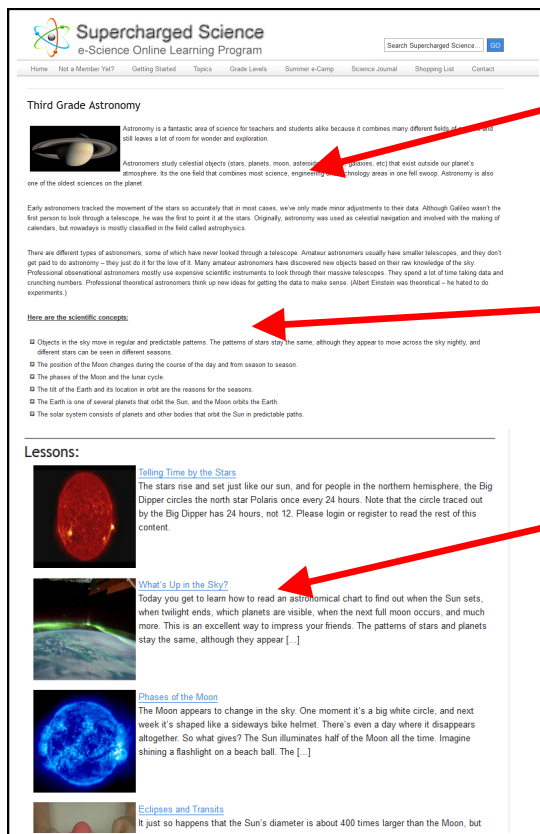 Supercharged Science
e-Science Online Learning Program
Search Supercharged Science...
GO
Home Not a Member Yet? Getting Started Topics Grade Levels Summer e-Camp Science Journal Shopping List Contact
Third Grade Astronomy
Astronomy is a fantastic area of science for teachers and students alike because it combines many different fields of and
still leaves a lot of room for wonder and exploration.
Astronomers study celestial objects (stars, planets, moon, galaxies, etc) that exist outside our planet's
atmosphere. Its the one field that combines most science, engineering technology areas in one fell swoop. Astronomy is also
one of the oldest sciences on the planet.
Early astronomers tracked the movement of the stars so accurately that in most cases, we've only made minor adjustments to their data. Although Galileo wasn't the
first person to look through a telescope, he was the first to point it at the stars. Originally, astronomy was used as celestial navigation and involved with the making of
calendars, but nowadays is mostly classified in the field called astrophysics.
There are different types of astronomers, some of which have never looked through a telescope. Amateur astronomers usually have smaller telescopes, and they don't
get paid to do astronomy – they just do it for the love of it. Many amateur astronomers have discovered new objects based on their raw knowledge of the sky.
Professional observational astronomers mostly use expensive scientific instruments to look through their massive telescopes. They spend a lot of time taking data and
crunching numbers. Professional theoretical astronomers think up new ideas for getting the data to make sense. (Albert Einstein was theoretical – he hated to do
experiments.)
Here are the scientific concepts:
Objects in the sky move in regular and predictable patterns. The patterns of stars stay the same, although they appear to move across the sky nightly, and
different stars can be seen in different seasons.
The position of the Moon changes during the course of the day and from season to season.
The phases of the Moon and the lunar cycle.
The tilt of the Earth and its location in orbit are the reasons for the seasons.
The Earth is one of several planets that orbit the Sun, and the Moon orbits the Earth.
The solar system consists of planets and other bodies that orbit the Sun in predictable paths.
Lessons:
Telling Time by the Stars
The stars rise and set just like our sun, and for people in the northern hemisphere, the Big
Dipper circles the north star Polaris once every 24 hours. Note that the circle traced out
by the Big Dipper has 24 hours, not 12. Please login or register to read the rest of this
content.
What's Up in the Sky?
Today you get to learn how to read an astronomical chart to find out when the Sun sets,
when twilight ends, which planets are visible, when the next full moon occurs, and much
more. This is an excellent way to impress your friends. The patterns of stars and planets
stay the same, although they appear [...]
Phases of the Moon
The Moon appears to change in the sky. One moment it's a big white circle, and next
week it's shaped like a sideways bike helmet. There's even a day where it disappears
altogether. So what gives? The Sun illuminates half of the Moon all the time. Imagine
shining a flashlight on a beach ball. The [...]
Eclipses and Transits
It just so happens that the Sun's diameter is about 400 times larger than the Moon, but